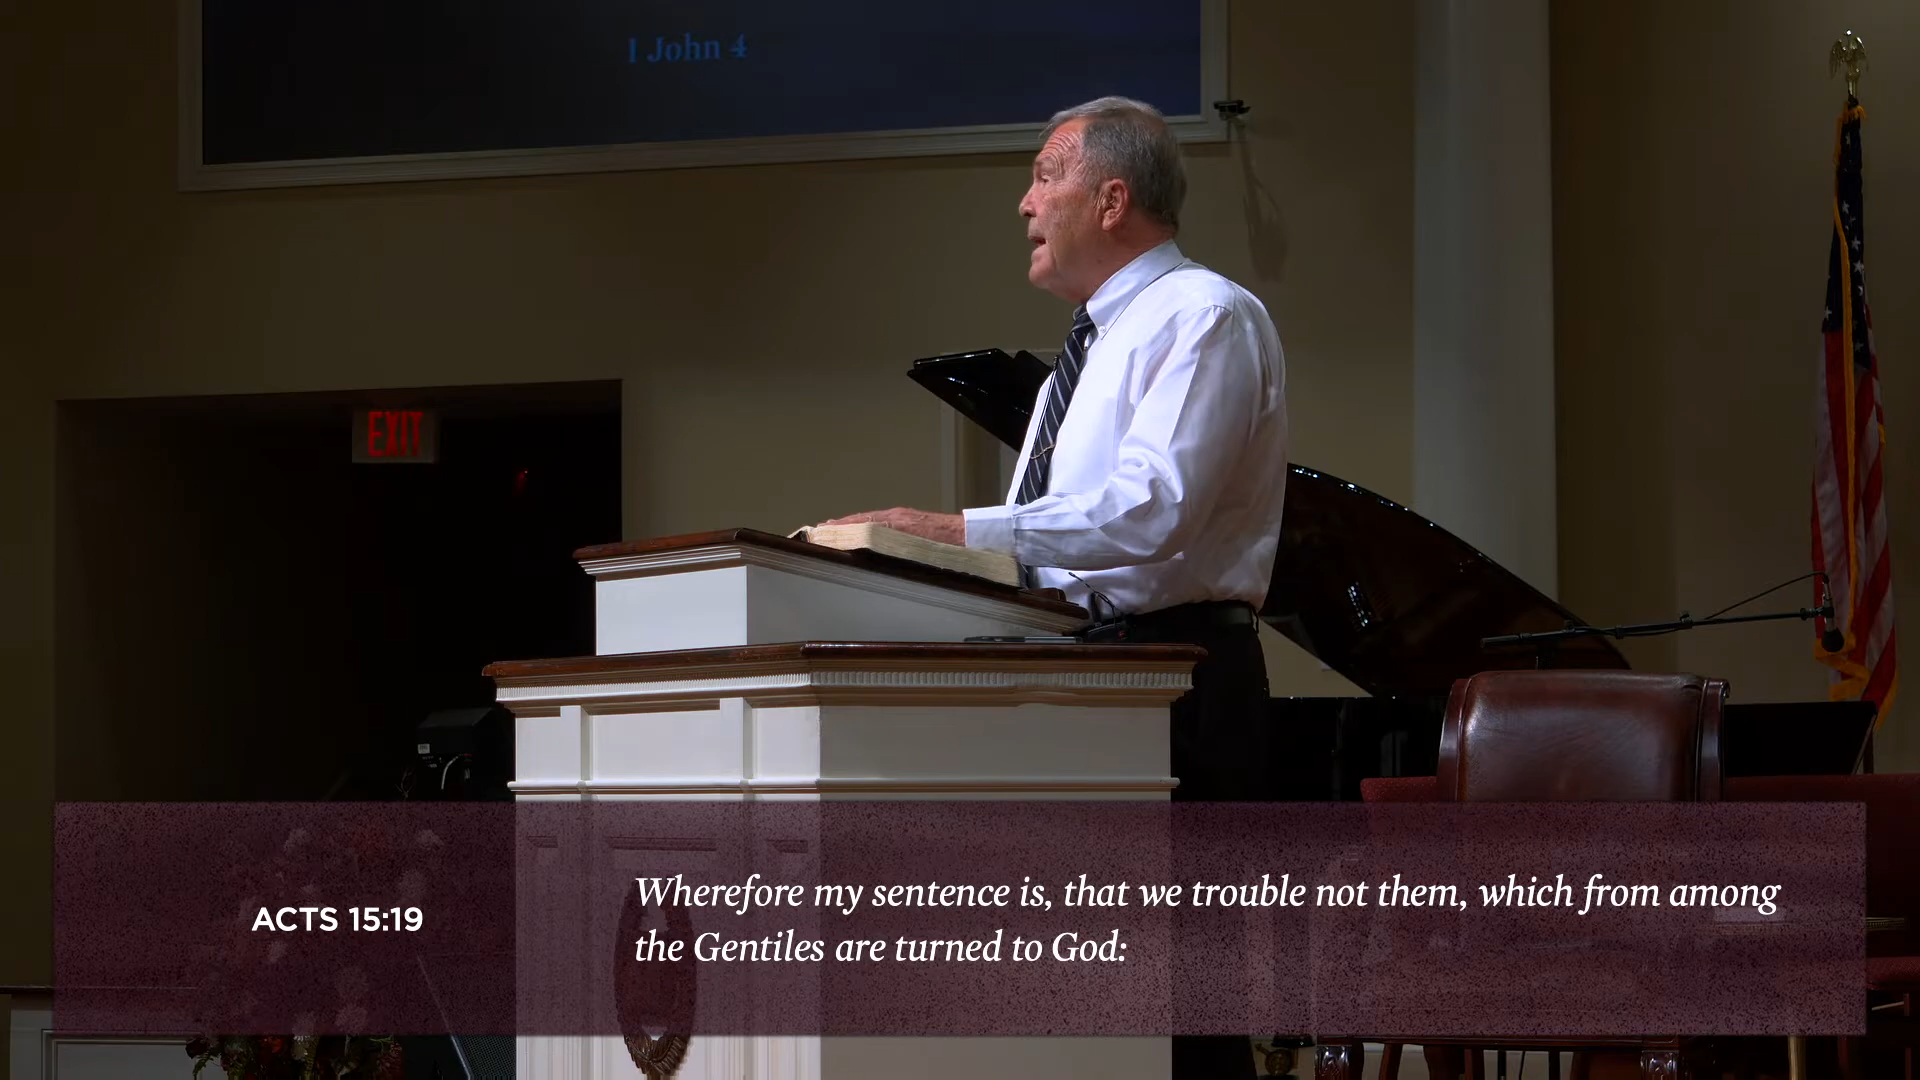 I John 4
EXIT
ACTS 15:19
Wherefore my sentence is, that we trouble not them, which from among
the Gentiles are turned to God: